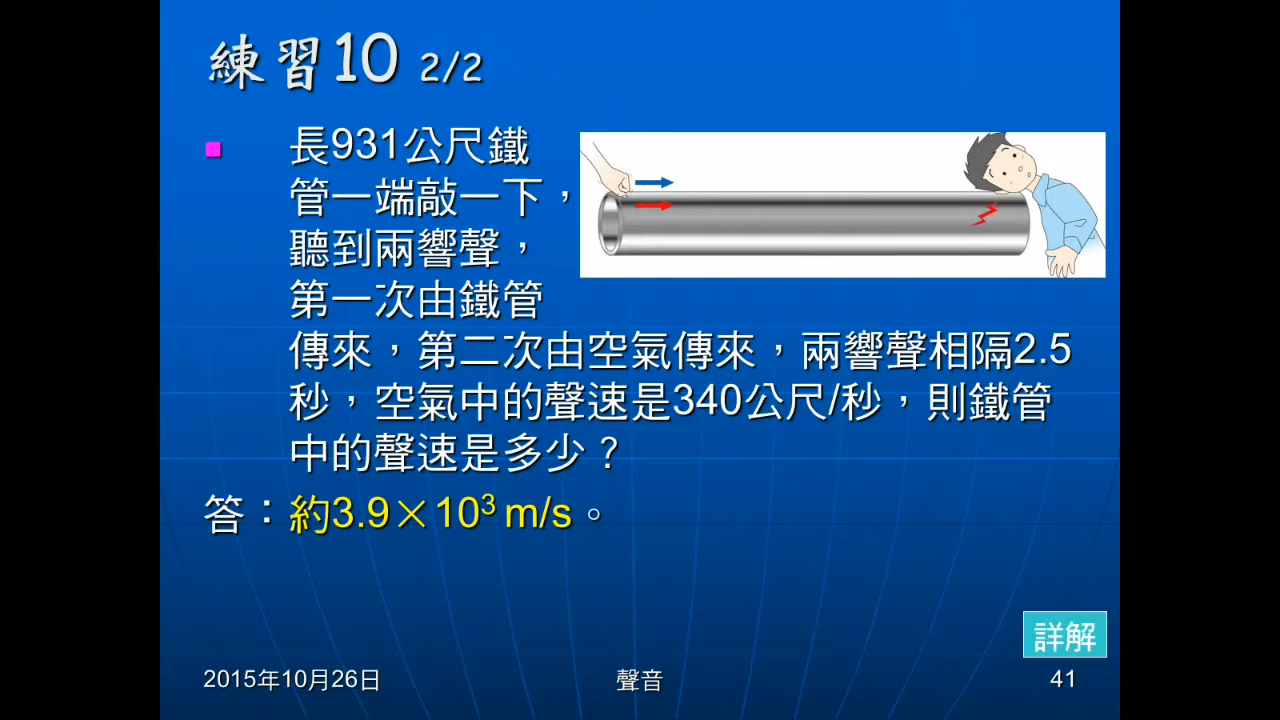 練習10 2/2
長931公尺鐵
管一端敲一下，
聽到兩響聲，
第一次由鐵管
傳來，第二次由空氣傳來，兩響聲相隔2.5
秒，空氣中的聲速是340公尺/秒，則鐵管
中的聲速是多少？
答：約3.9×10³ m/s。
詳解
2015年10月26日
聲音
41